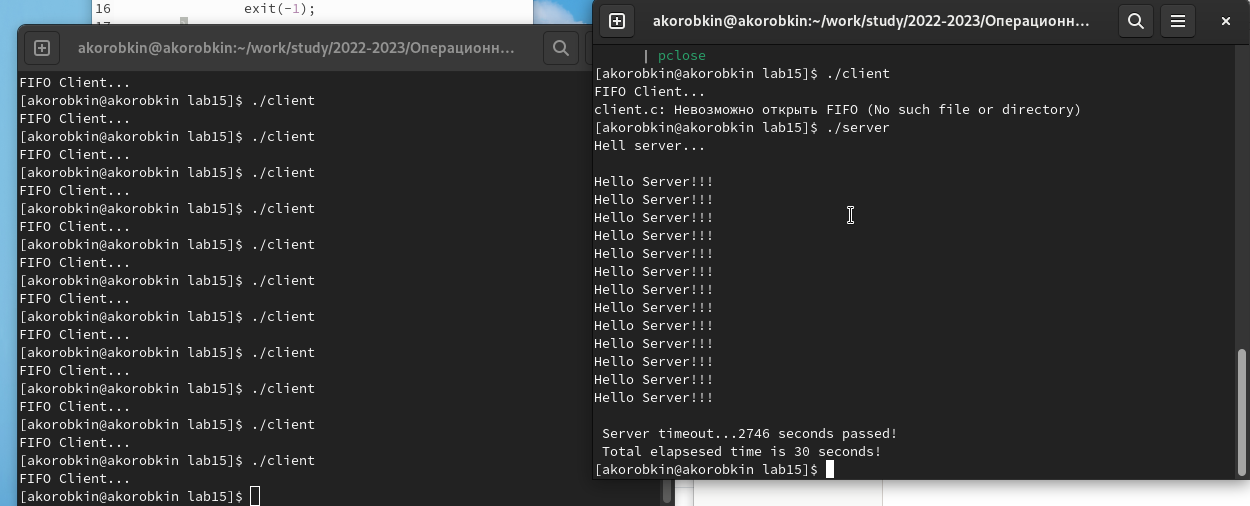 16 exit(-1);
akorobkin@akorobkin:~/work/study/2022-2023/Операционн...
FIFO Client...
[akorobkin@akorobkin lab15]$ ./client
FIFO Client...
[akorobkin@akorobkin lab15]$ ./client
FIFO Client...
[akorobkin@akorobkin lab15]$ ./client
FIFO Client...
[akorobkin@akorobkin lab15]$ ./client
FIFO Client...
[akorobkin@akorobkin lab15]$ ./client
FIFO Client...
[akorobkin@akorobkin lab15]$ ./client
FIFO Client...
[akorobkin@akorobkin lab15]$ ./client
FIFO Client...
[akorobkin@akorobkin lab15]$ ./client
FIFO Client...
[akorobkin@akorobkin lab15]$ ./client
FIFO Client...
[akorobkin@akorobkin lab15]$ ./client
FIFO Client...
[akorobkin@akorobkin lab15]$ ./client
FIFO Client...
[akorobkin@akorobkin lab15]$
akorobkin@akorobkin:~/work/study/2022-2023/Операционн...
| pclose
[akorobkin@akorobkin lab15]$ ./client
FIFO Client...
client.c: Невозможно открыть FIFO (No such file or directory)
[akorobkin@akorobkin lab15]$ ./server
Hell server...
Hello Server!!!
Hello Server!!!
Hello Server!!!
Hello Server!!!
Hello Server!!!
Hello Server!!!
Hello Server!!!
Hello Server!!!
Hello Server!!!
Hello Server!!!
Hello Server!!!
Hello Server!!!
Hello Server!!!
Server timeout...2746 seconds passed!
Total elapsesed time is 30 seconds!
[akorobkin@akorobkin lab15]$